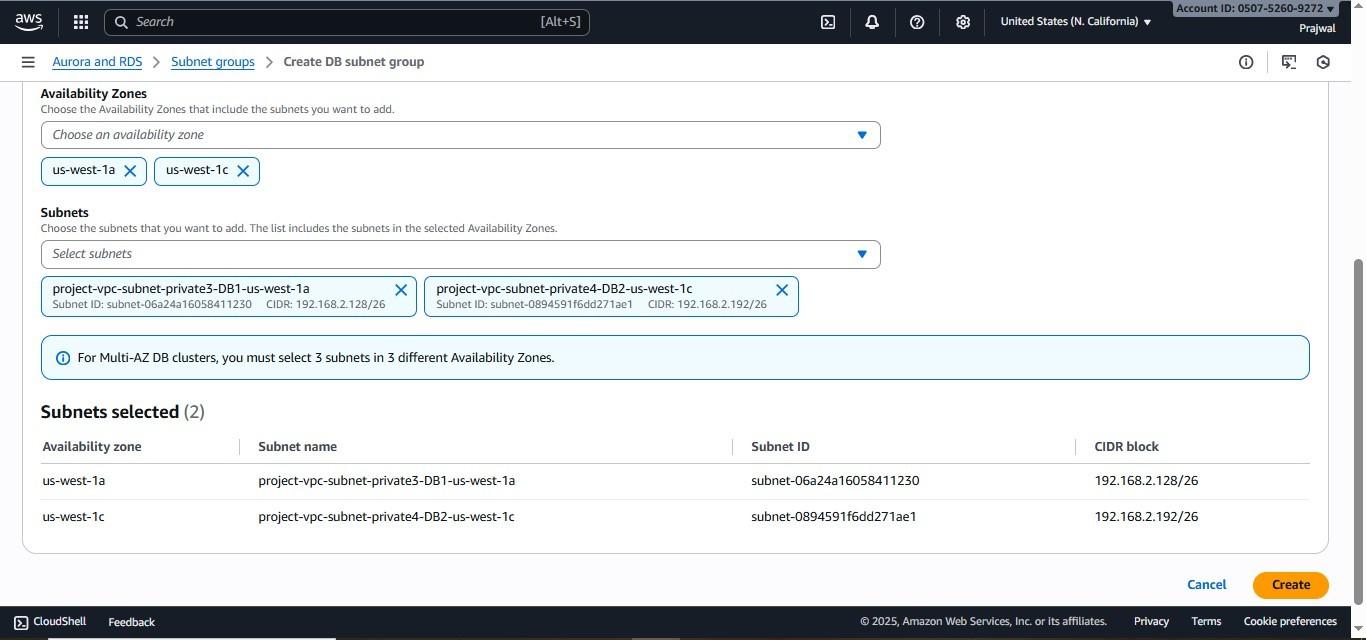 aws
Search [Alt+S]
United States (N. California)
Account ID: 0507-5260-9272
Prajwal
Aurora and RDS > Subnet groups > Create DB subnet group
Availability Zones
Choose the Availability Zones that include the subnets you want to add.
Choose an availability zone
us-west-1a us-west-1c
Subnets
Choose the subnets that you want to add. The list includes the subnets in the selected Availability Zones.
Select subnets
project-vpc-subnet-private3-DB1-us-west-1a
Subnet ID: subnet-06a24a16058411230 CIDR: 192.168.2.128/26
project-vpc-subnet-private4-DB2-us-west-1c
Subnet ID: subnet-0894591f6dd271ae1 CIDR: 192.168.2.192/26
For Multi-AZ DB clusters, you must select 3 subnets in 3 different Availability Zones.
Subnets selected (2)
Availability zone Subnet name Subnet ID CIDR block
us-west-1a project-vpc-subnet-private3-DB1-us-west-1a subnet-06a24a16058411230 192.168.2.128/26
us-west-1c project-vpc-subnet-private4-DB2-us-west-1c subnet-0894591f6dd271ae1 192.168.2.192/26
Cancel Create
CloudShell Feedback © 2025, Amazon Web Services, Inc. or its affiliates. Privacy Terms Cookie preferences